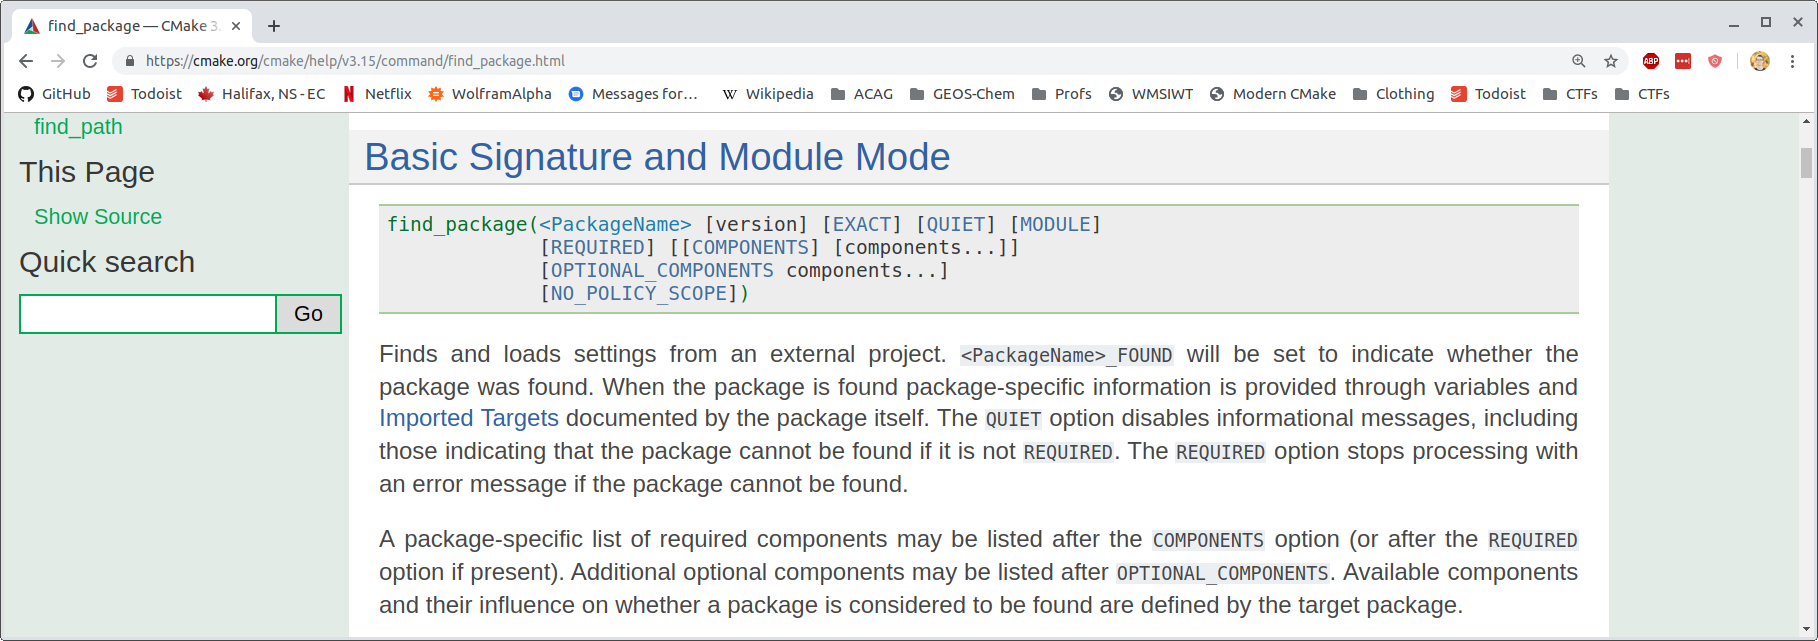 find_package — CMake 3.
https://cmake.org/cmake/help/v3.15/command/find_package.html
ABP
GitHub Todoist Halifax, NS - EC Netflix WolframAlpha Messages for... W Wikipedia ACAG GEOS-Chem Profs WMSIWT Modern CMake Clothing Todoist CTFs CTFs
find_path
This Page
Show Source
Quick search
Go
Basic Signature and Module Mode
find_package(<PackageName> [version] [EXACT] [QUIET] [MODULE]
[REQUIRED] [[COMPONENTS] [components...]]
[OPTIONAL_COMPONENTS components...]
[NO_POLICY_SCOPE])
Finds and loads settings from an external project. <PackageName>_FOUND will be set to indicate whether the
package was found. When the package is found package-specific information is provided through variables and
Imported Targets documented by the package itself. The QUIET option disables informational messages, including
those indicating that the package cannot be found if it is not REQUIRED. The REQUIRED option stops processing with
an error message if the package cannot be found.
A package-specific list of required components may be listed after the COMPONENTS option (or after the REQUIRED
option if present). Additional optional components may be listed after OPTIONAL_COMPONENTS. Available components
and their influence on whether a package is considered to be found are defined by the target package.